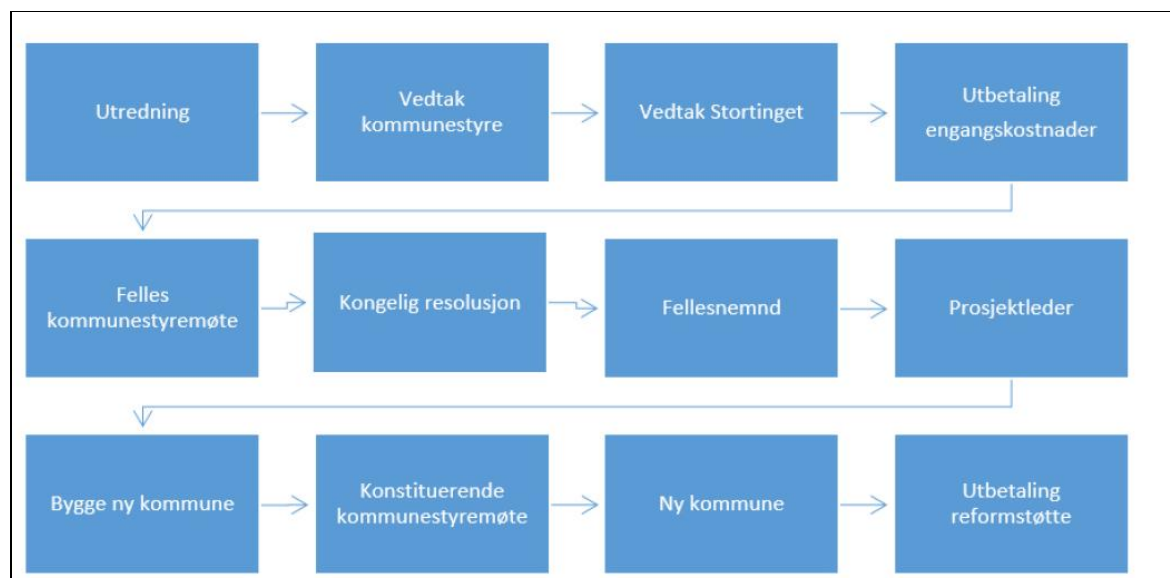 Utredning
Vedtak
kommunestyre
Vedtak Stortinget
Utbetaling
engangskostnader
Felles
kommunestyremøte
Kongelig resolusjon
Fellesnemnd
Prosjektleder
Bygge ny kommune
Konstituerende
kommunestyremøte
Ny kommune
Utbetaling
reformstøtte